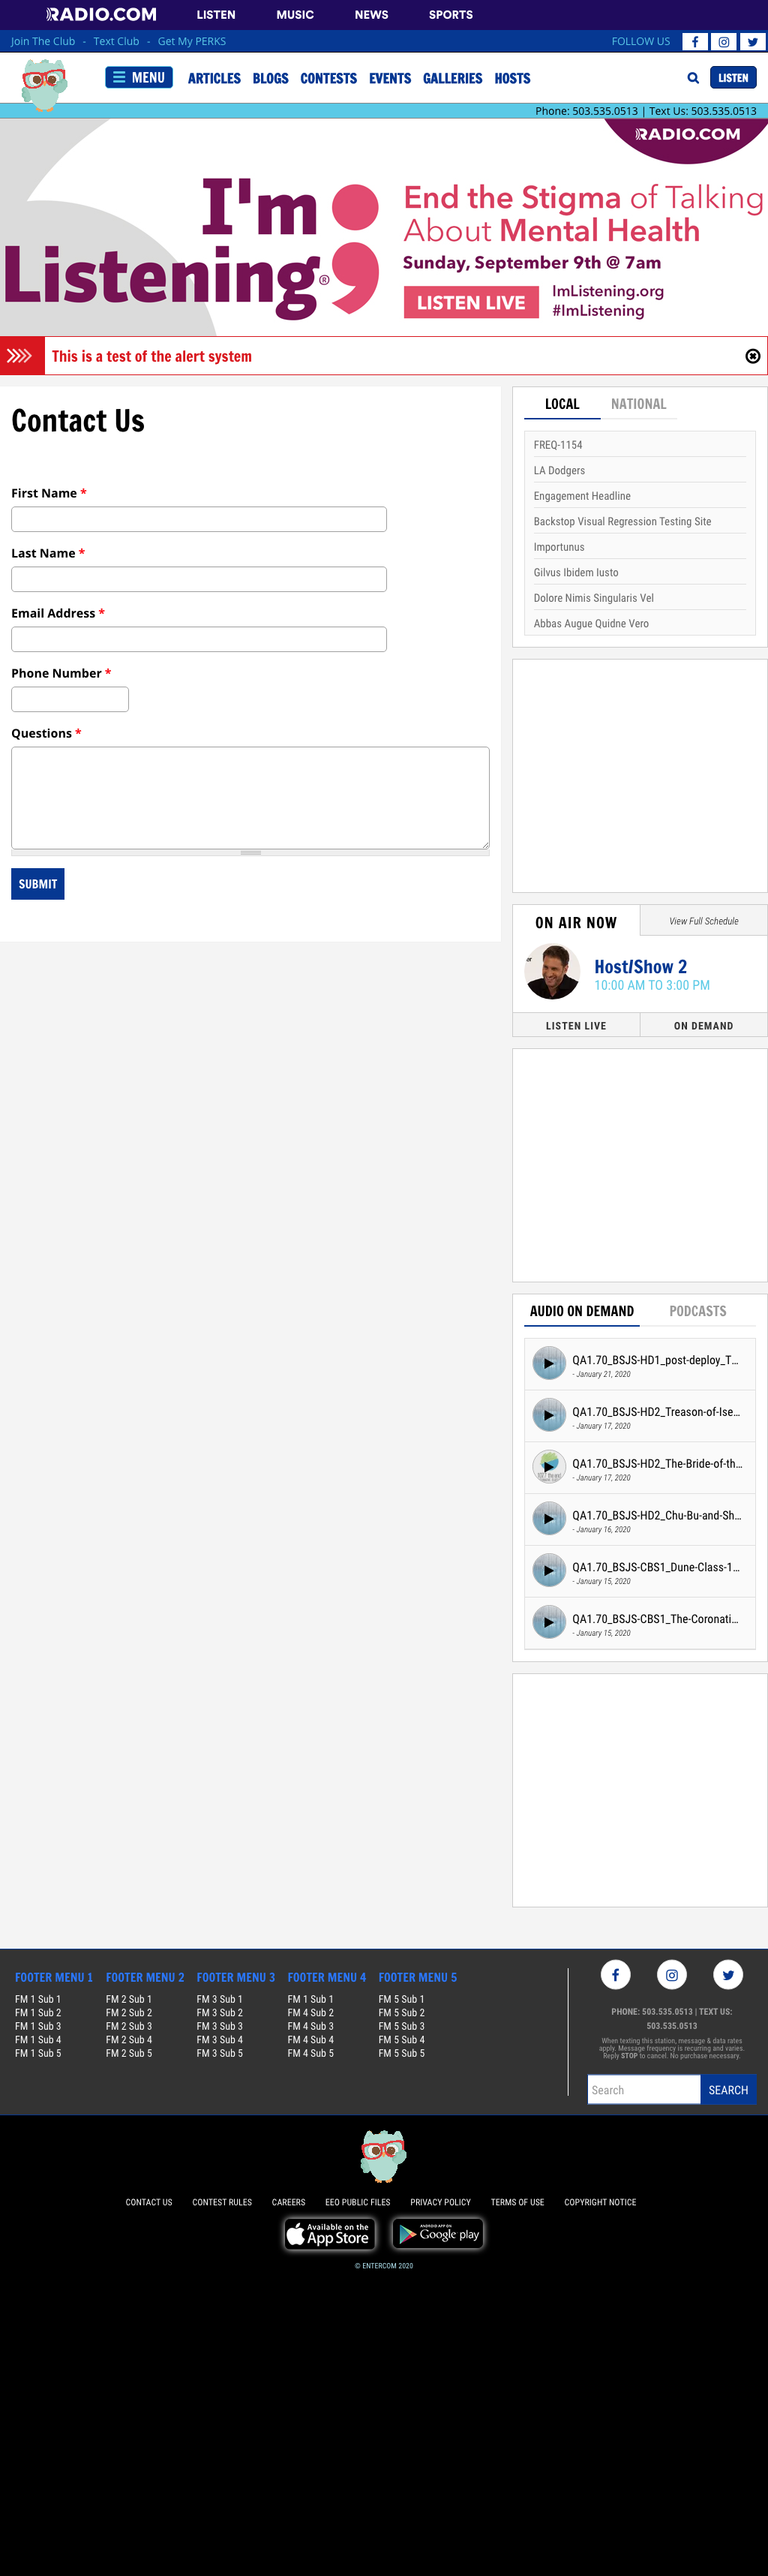 RADIO.COM LISTEN MUSIC NEWS SPORTS
Join The Club - Text Club - Get My PERKS FOLLOW US
MENU ARTICLES BLOGS CONTESTS EVENTS GALLERIES HOSTS LISTEN
Phone: 503.535.0513 | Text Us: 503.535.0513
RADIO.COM
I'm
Listening®
End the Stigma of Talking
About Mental Health
Sunday, September 9th @ 7am
LISTEN LIVE
ImListening.org
#ImListening
This is a test of the alert system
Contact Us
First Name *
Last Name *
Email Address *
Phone Number *
Questions *
SUBMIT
LOCAL NATIONAL
FREQ-1154
LA Dodgers
Engagement Headline
Backstop Visual Regression Testing Site
Importunus
Gilvus Ibidem Iusto
Dolore Nimis Singularis Vel
Abbas Augue Quidne Vero
ON AIR NOW View Full Schedule
Host/Show 2
10:00 AM TO 3:00 PM
LISTEN LIVE ON DEMAND
AUDIO ON DEMAND PODCASTS
QA1.70_BSJS-HD1_post-deploy_T...
- January 21, 2020
QA1.70_BSJS-HD2_Treason-of-Ise...
- January 17, 2020
QA1.70_BSJS-HD2_The-Bride-of-th...
- January 17, 2020
QA1.70_BSJS-HD2_Chu-Bu-and-Sh...
- January 16, 2020
QA1.70_BSJS-CBS1_Dune-Class-1...
- January 15, 2020
QA1.70_BSJS-CBS1_The-Coronati...
- January 15, 2020
FOOTER MENU 1 FOOTER MENU 2 FOOTER MENU 3 FOOTER MENU 4 FOOTER MENU 5
FM 1 Sub 1 FM 2 Sub 1 FM 3 Sub 1 FM 1 Sub 1 FM 5 Sub 1
FM 1 Sub 2 FM 2 Sub 2 FM 3 Sub 2 FM 4 Sub 2 FM 5 Sub 2
FM 1 Sub 3 FM 2 Sub 3 FM 3 Sub 3 FM 4 Sub 3 FM 5 Sub 3
FM 1 Sub 4 FM 2 Sub 4 FM 3 Sub 4 FM 4 Sub 4 FM 5 Sub 4
FM 1 Sub 5 FM 2 Sub 5 FM 3 Sub 5 FM 4 Sub 5 FM 5 Sub 5
PHONE: 503.535.0513 | TEXT US:
503.535.0513
When texting this station, message & data rates
apply. Message frequency is recurring and varies.
Reply STOP to cancel. No purchase necessary.
Search SEARCH
CONTACT US CONTEST RULES CAREERS EEO PUBLIC FILES PRIVACY POLICY TERMS OF USE COPYRIGHT NOTICE
Available on the
App Store
ANDROID APP ON
Google play
© ENTERCOM 2020